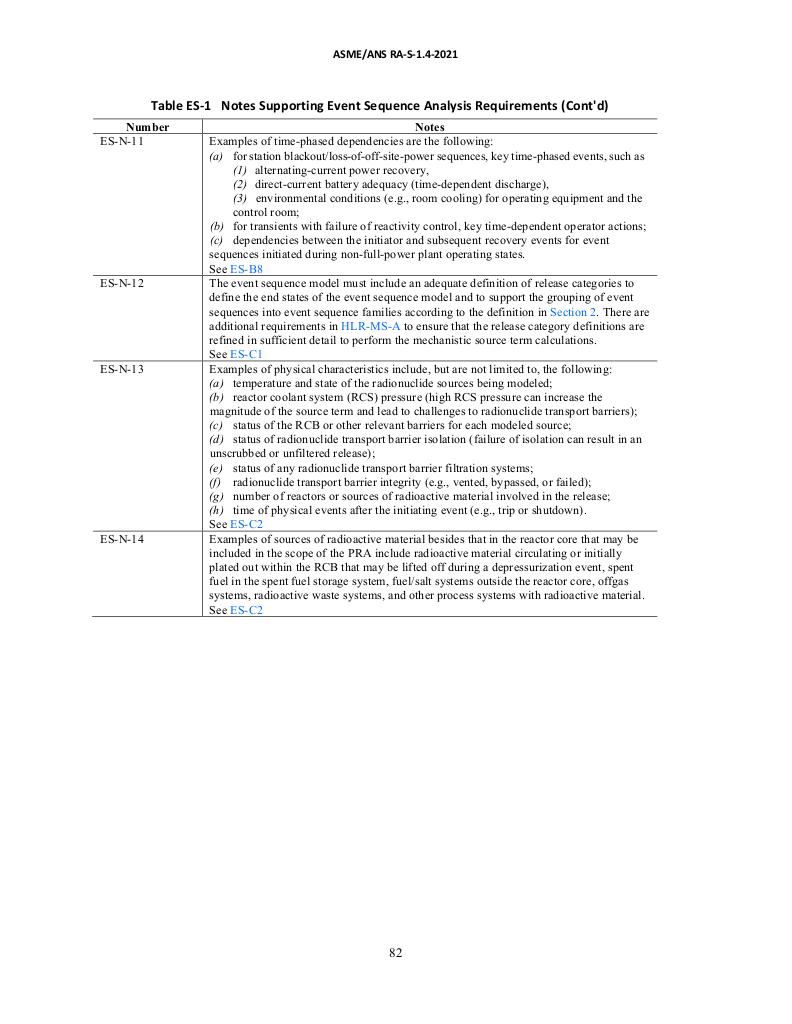 ASME/ANS RA-S-1.4-2021
Table ES-1 Notes Supporting Event Sequence Analysis Requirements (Cont'd)
Number Notes
ES-N-11 Examples of time-phased dependencies are the following:
(a) for station blackout/loss-of-off-site-power sequences, key time-phased events, such as
(1) alternating-current power recovery,
(2) direct-current battery adequacy (time-dependent discharge),
(3) environmental conditions (e.g., room cooling) for operating equipment and the
control room;
(b) for transients with failure of reactivity control, key time-dependent operator actions;
(c) dependencies between the initiator and subsequent recovery events for event
sequences initiated during non-full-power plant operating states.
See ES-B8
ES-N-12 The event sequence model must include an adequate definition of release categories to
define the end states of the event sequence model and to support the grouping of event
sequences into event sequence families according to the definition in Section 2. There are
additional requirements in HLR-MS-A to ensure that the release category definitions are
refined in sufficient detail to perform the mechanistic source term calculations.
See ES-C1
ES-N-13 Examples of physical characteristics include, but are not limited to, the following:
(a) temperature and state of the radionuclide sources being modeled;
(b) reactor coolant system (RCS) pressure (high RCS pressure can increase the
magnitude of the source term and lead to challenges to radionuclide transport barriers);
(c) status of the RCB or other relevant barriers for each modeled source;
(d) status of radionuclide transport barrier isolation (failure of isolation can result in an
unscrubbed or unfiltered release);
(e) status of any radionuclide transport barrier filtration systems;
(f) radionuclide transport barrier integrity (e.g., vented, bypassed, or failed);
(g) number of reactors or sources of radioactive material involved in the release;
(h) time of physical events after the initiating event (e.g., trip or shutdown).
See ES-C2
ES-N-14 Examples of sources of radioactive material besides that in the reactor core that may be
included in the scope of the PRA include radioactive material circulating or initially
plated out within the RCB that may be lifted off during a depressurization event, spent
fuel in the spent fuel storage system, fuel/salt systems outside the reactor core, offgas
systems, radioactive waste systems, and other process systems with radioactive material.
See ES-C2
82